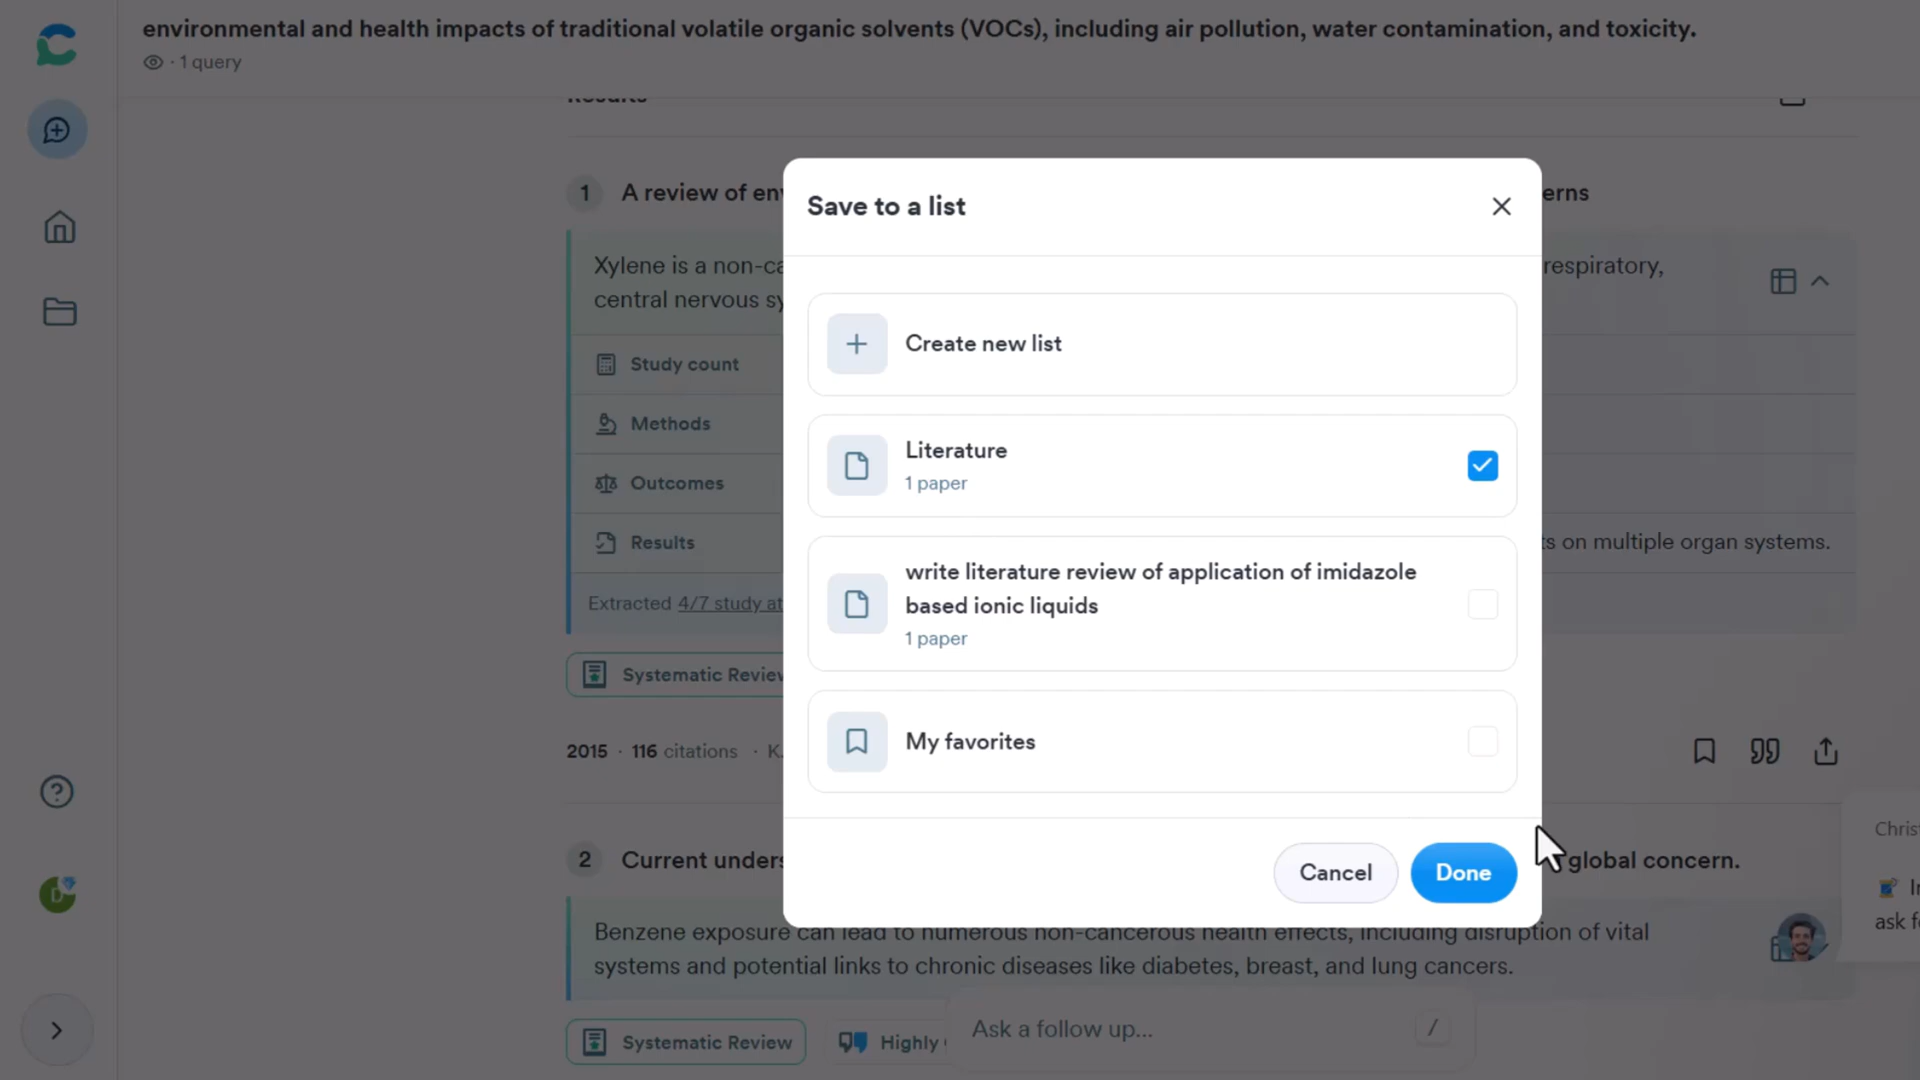 environmental and health impacts of traditional volatile organic solvents (VOCs), including air pollution, water contamination, and toxicity.
· 1 query
Results
1 A review of en erns
Xylene is a non-ca respiratory,
central nervous sy
Study count
Methods
Outcomes
Results ts on multiple organ systems.
Extracted 4/7 study at
Systematic Review
2015 · 116 citations · K.
2 Current unders global concern.
Benzene exposure can lead to numerous non-cancerous health effects, including disruption of vital
systems and potential links to chronic diseases like diabetes, breast, and lung cancers.
Systematic Review Highly
Save to a list
Create new list
Literature
1 paper
write literature review of application of imidazole
based ionic liquids
1 paper
My favorites
Cancel Done
Ask a follow up... /
Chris
ask f
D